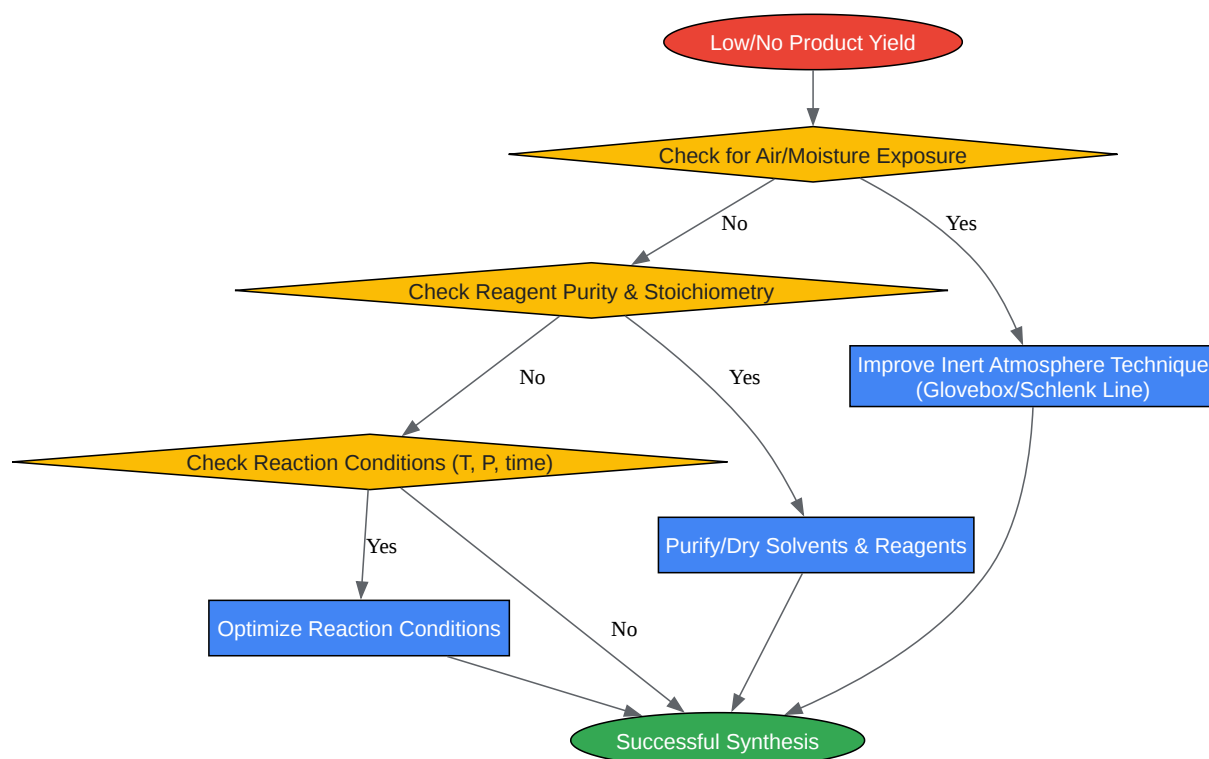 Low/No Product Yield
Check for Air/Moisture Exposure
No
Yes
Check Reagent Purity & Stoichiometry
No
Yes
Improve Inert Atmosphere Technique
(Glovebox/Schlenk Line)
Check Reaction Conditions (T, P, time)
Yes
No
Purify/Dry Solvents & Reagents
Optimize Reaction Conditions
Successful Synthesis